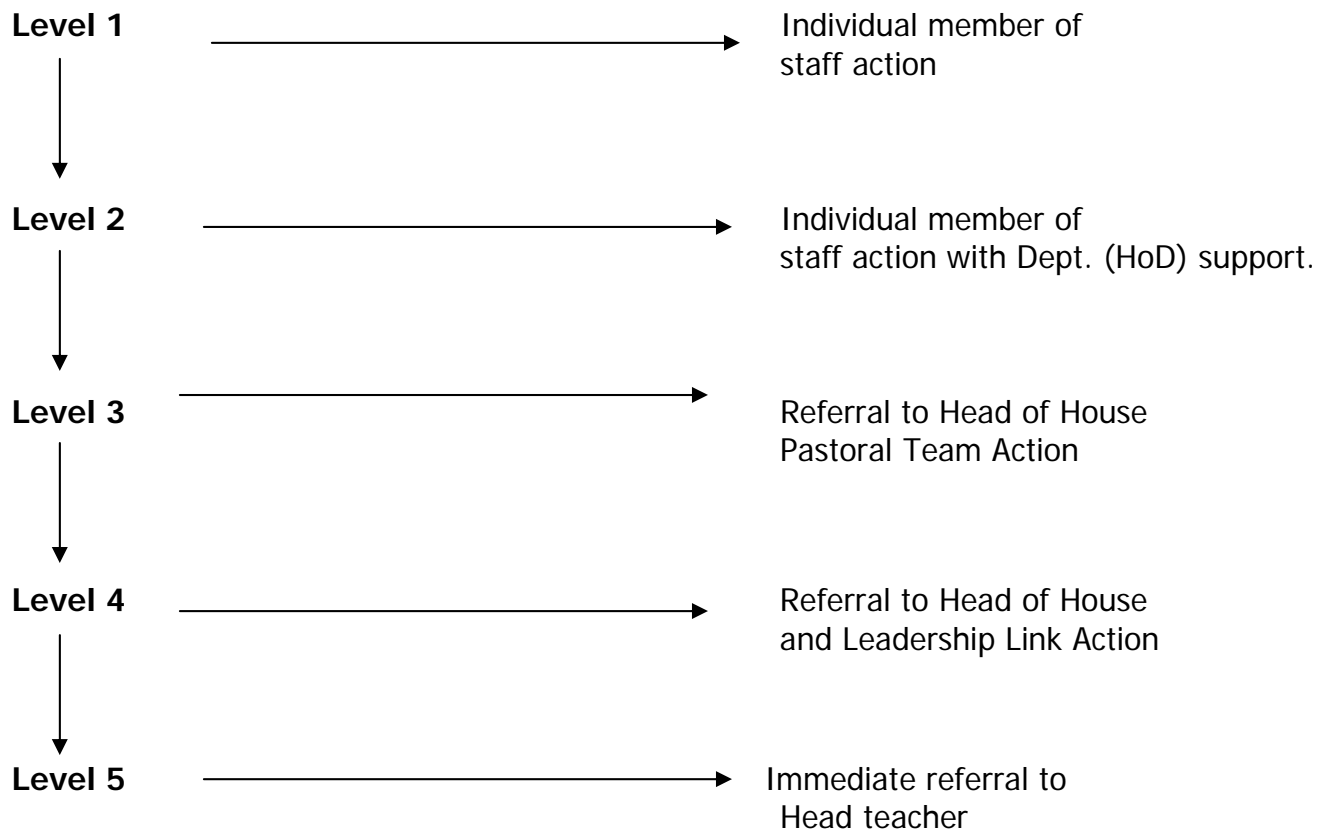 Level 1
Individual member of
staff action
Level 2
Individual member of
staff action with Dept. (HoD) support.
Level 3
Referral to Head of House
Pastoral Team Action
Level 4
Referral to Head of House
and Leadership Link Action
Level 5
Immediate referral to
Head teacher